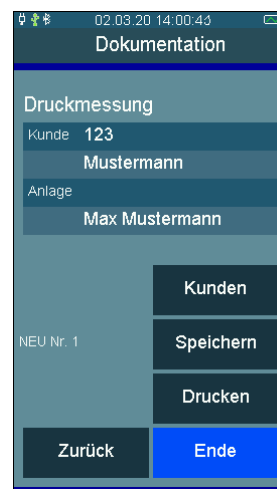 02.03.20 14:00:43
Dokumentation
Druckmessung
Kunde 123
Mustermann
Anlage
Max Mustermann
Kunden
NEU Nr. 1 Speichern
Drucken
Zurück Ende